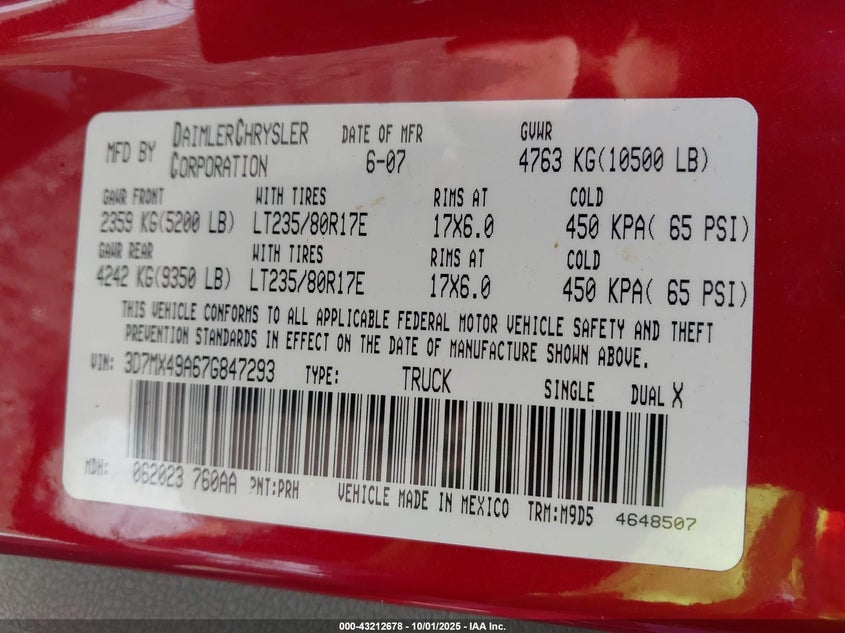 MFD BY DAIMLERCHRYSLER CORPORATION DATE OF MFR 6-07 GVWR 4763 KG(10500 LB)
GAWR FRONT WITH TIRES RIMS AT COLD
2359 KG(5200 LB) LT235/80R17E 17X6.0 450 KPA( 65 PSI)
GAWR REAR WITH TIRES RIMS AT COLD
4242 KG(9350 LB) LT235/80R17E 17X6.0 450 KPA( 65 PSI)
THIS VEHICLE CONFORMS TO ALL APPLICABLE FEDERAL MOTOR VEHICLE SAFETY AND THEFT
PREVENTION STANDARDS IN EFFECT ON THE DATE OF MANUFACTURE SHOWN ABOVE.
VIN: 3D7MX49A67G847293 TYPE: TRUCK SINGLE DUAL X
MDH: 062023 760AA PNT:PRH VEHICLE MADE IN MEXICO TRM:M9D5 4648507
000-43212678 - 10/01/2025 - IAA Inc.